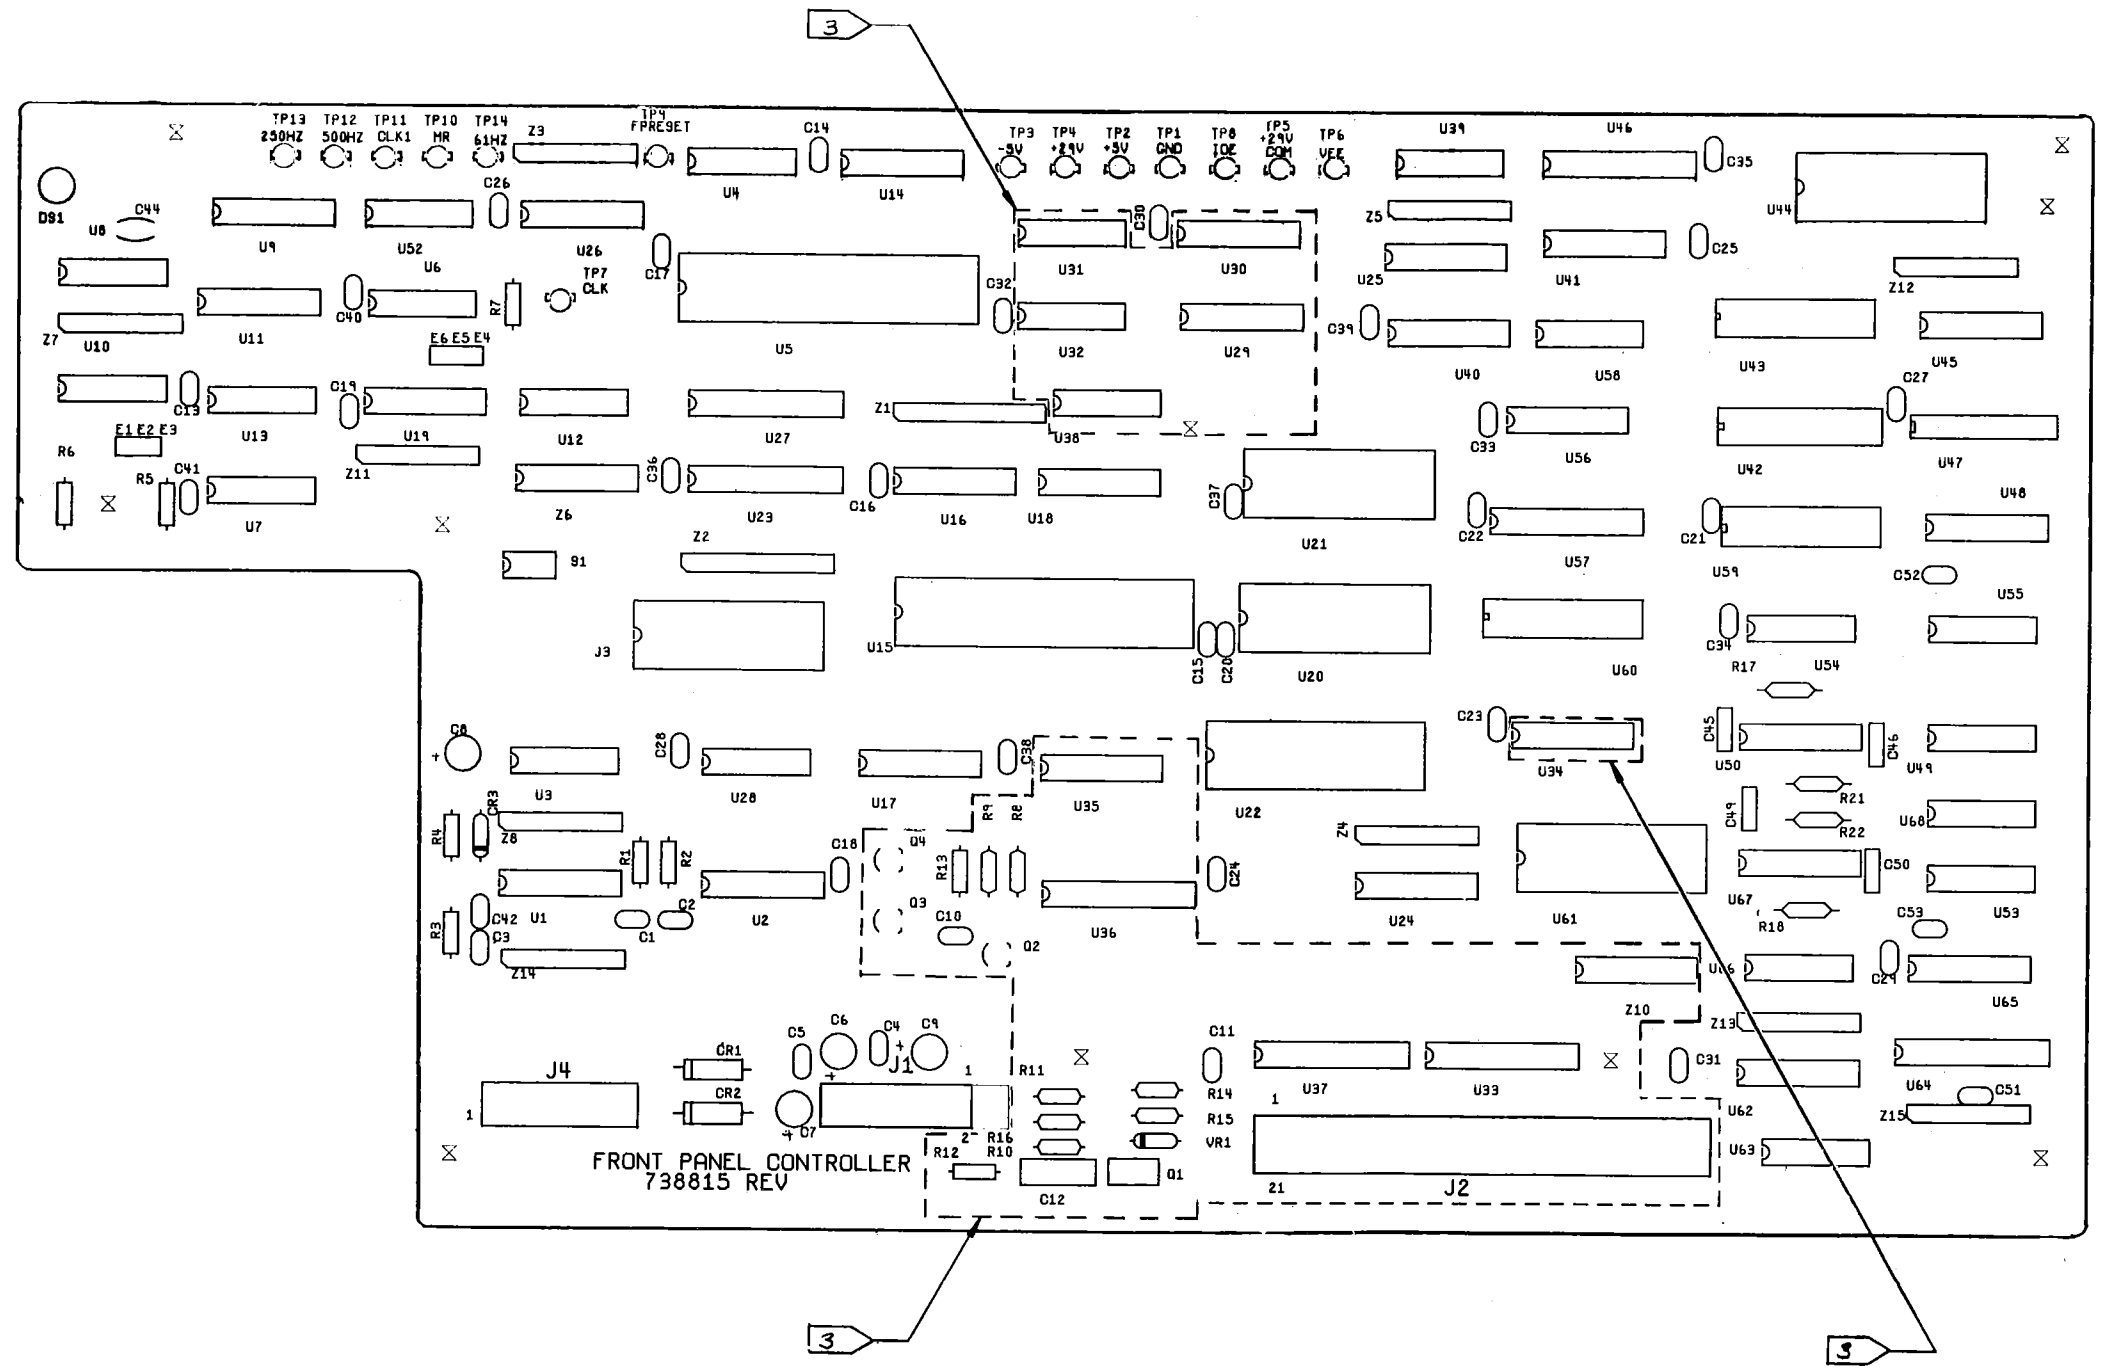 3
TP13 TP12 TP11 TP10 TP14 Z3 TP4 C14 TP3 TP4 TP2 TP1 TP8 TP5 TP6 U39 U46
250HZ 500HZ CLK1 MR 61HZ FPRESET -5V +29V +5V GND IOE +29V COM VEE
C35
U4 U14
C26
DS1 C44 U8 U9 U52 U26 C30 Z5 U44
U6 C17 U31 U30 U25 U41 C25
TP7
CLK
R7 C32 Z12
C40
Z7 U10 U11 E6 E5 E4 U5 U32 U29 C39 U40 U58 U43 U45
C13 C19 C27
E1 E2 E3 U13 U19 U12 U27 Z1 U38 C33 U56 U42 U47
R6 R5 C41 Z11 C36 C16 C37 U48
U7 Z6 U23 U16 U18 C22 C21
S1 Z2 U21 U57 U59 C52
U55
J3 U15 C15 C20 U20 U60 C34 U54
R17
C8 + C28 C38 C23 C45 C46
U3 U28 U17 U35 U34 U50 U49
R4 CR3 Z8 R9 R8 U22 C49 R21
R1 R2 C18 Q4 R13 Z4 C24 R22 U68
C50
U1 U2 Q3 U24 U61 U67 U53
R3 C42 C3 C1 C2 C10 U36 R18 C53
Z14 Q2 U66 C29
Z10 Z13 U65
C5 C6 C4 + C9 C11
J4 CR1 + J1 1 R11 U37 U33 C31
1 CR2 R14 1 U64 C51
C7 + 2 R16 R15 U62 Z15
R12 R10 VR1 U63
FRONT PANEL CONTROLLER
738815 REV
C12 Q1 21 J2
3
3